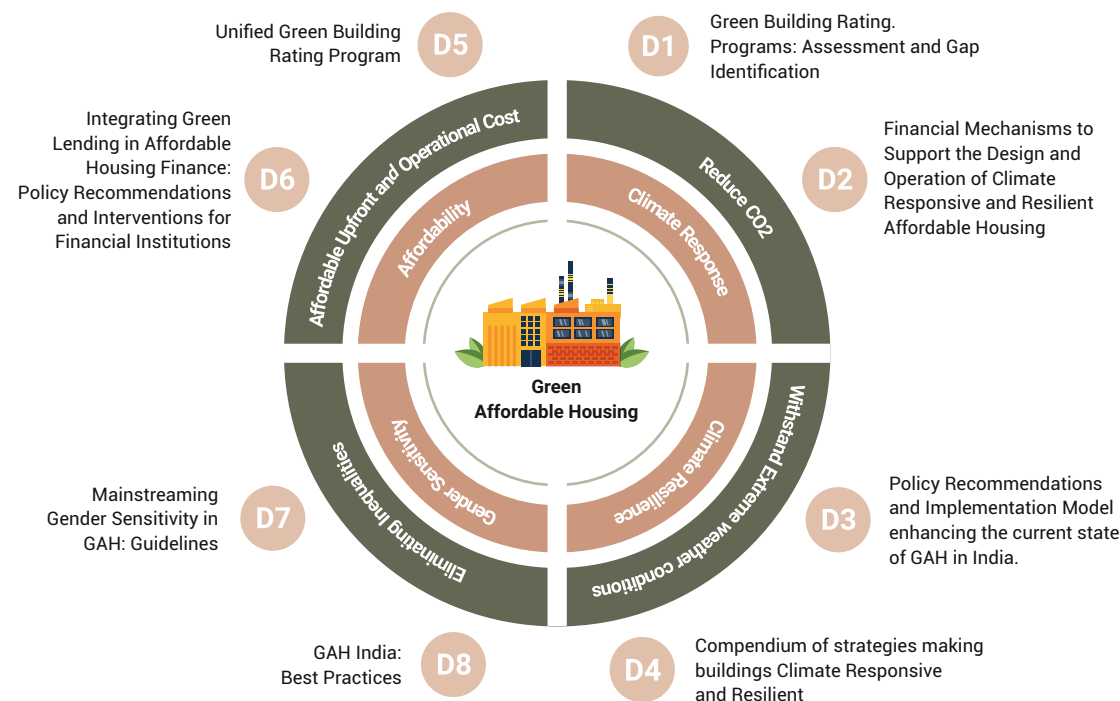 D5
Unified Green Building
Rating Program
D1
Green Building Rating.
Programs: Assessment and Gap
Identification
D6
Integrating Green
Lending in Affordable
Housing Finance:
Policy Recommendations
and Interventions for
Financial Institutions
D2
Financial Mechanisms to
Support the Design and
Operation of Climate
Responsive and Resilient
Affordable Housing
Affordable Upfront and Operational Cost
Affordability
Climate Response
Reduce CO2
Green
Affordable Housing
Eliminating Inequalities
Gender Sensitivity
Climate Resilience
Withstand Extreme weather conditions
D7
Mainstreaming
Gender Sensitivity in
GAH: Guidelines
D3
Policy Recommendations
and Implementation Model
enhancing the current state
of GAH in India.
D8
GAH India:
Best Practices
D4
Compendium of strategies making
buildings Climate Responsive
and Resilient